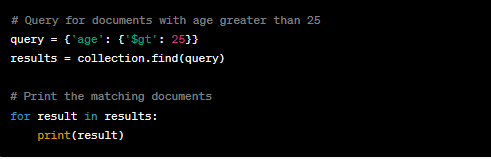 # Query for documents with age greater than 25
query = {'age': {'$gt': 25}}
results = collection.find(query)

# Print the matching documents
for result in results:
    print(result)